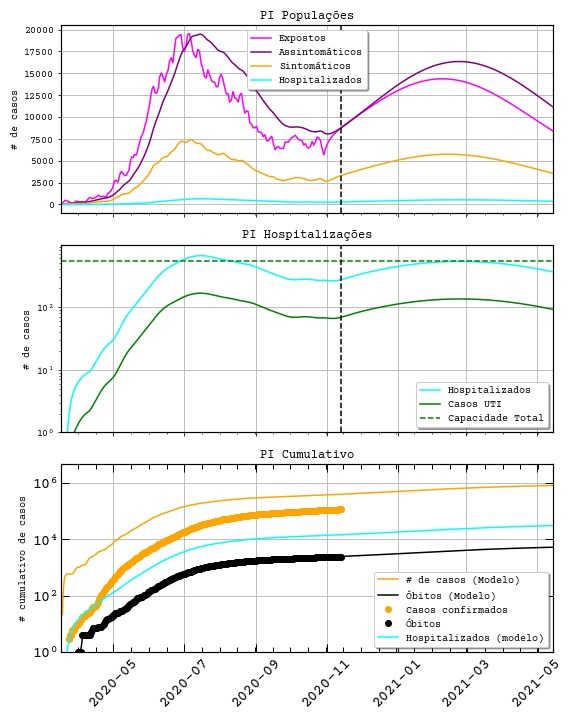 PI Populações
20000
17500
15000
12500
10000
7500
5000
2500
0
# de casos
Expostos
Assintomáticos
Sintomáticos
Hospitalizados
PI Hospitalizações
10²
10¹
10⁰
# de casos
Hospitalizados
Casos UTI
Capacidade Total
PI Cumulativo
10⁶
10⁴
10²
10⁰
# cumulativo de casos
# de casos (Modelo)
Óbitos (Modelo)
Casos confirmados
Óbitos
Hospitalizados (modelo)
2020-05
2020-07
2020-09
2020-11
2021-01
2021-03
2021-05